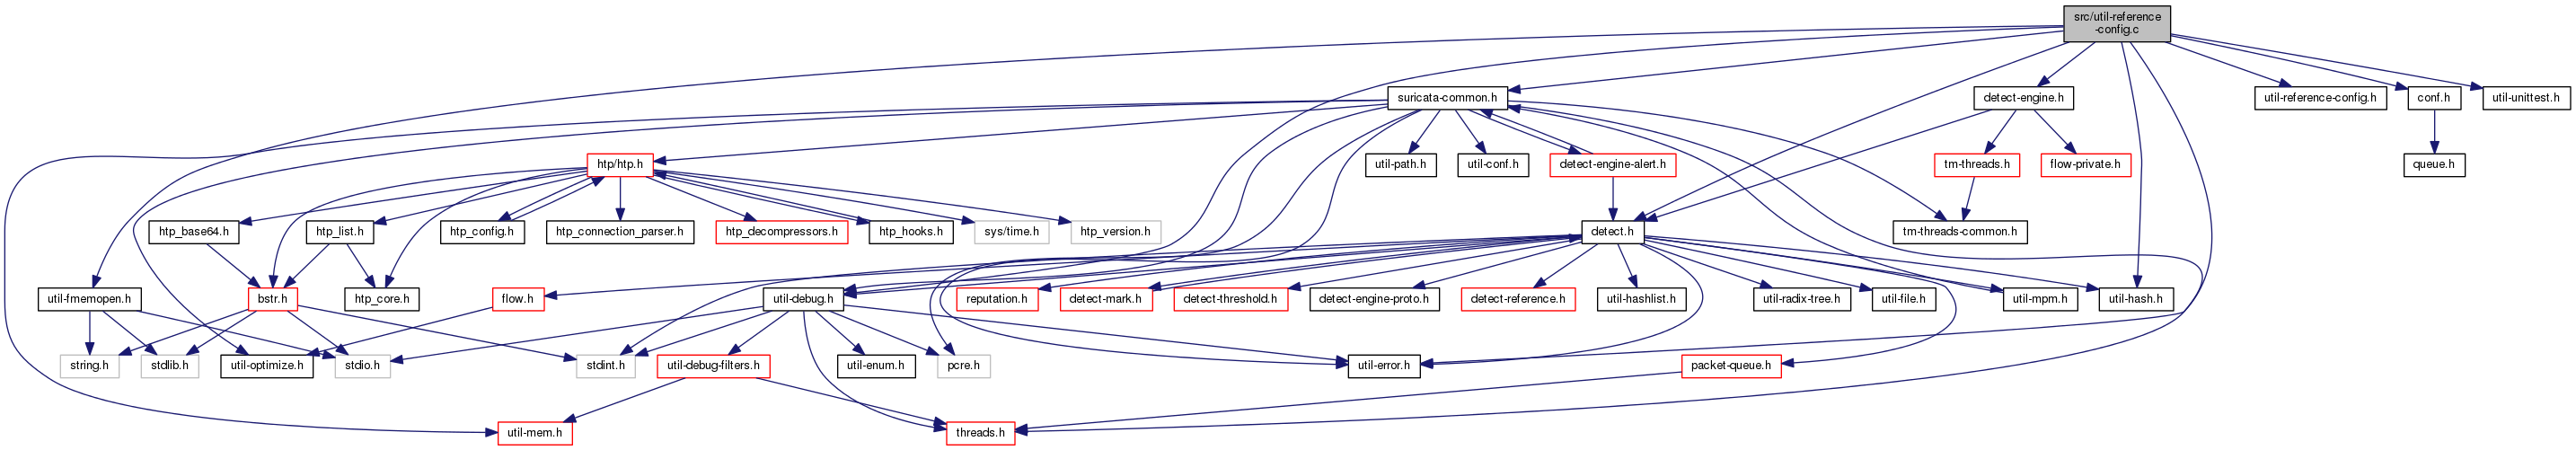 src/util-reference
-config.c
suricata-common.h
detect-engine.h
util-reference-config.h
conf.h
util-unittest.h
htp/htp.h
util-path.h
util-conf.h
detect-engine-alert.h
tm-threads.h
flow-private.h
queue.h
htp_base64.h
htp_list.h
htp_config.h
htp_connection_parser.h
htp_decompressors.h
htp_hooks.h
sys/time.h
htp_version.h
detect.h
tm-threads-common.h
util-fmemopen.h
bstr.h
htp_core.h
flow.h
util-debug.h
reputation.h
detect-mark.h
detect-threshold.h
detect-engine-proto.h
detect-reference.h
util-hashlist.h
util-radix-tree.h
util-file.h
util-mpm.h
util-hash.h
string.h
stdlib.h
util-optimize.h
stdio.h
stdint.h
util-debug-filters.h
util-enum.h
pcre.h
util-error.h
packet-queue.h
util-mem.h
threads.h